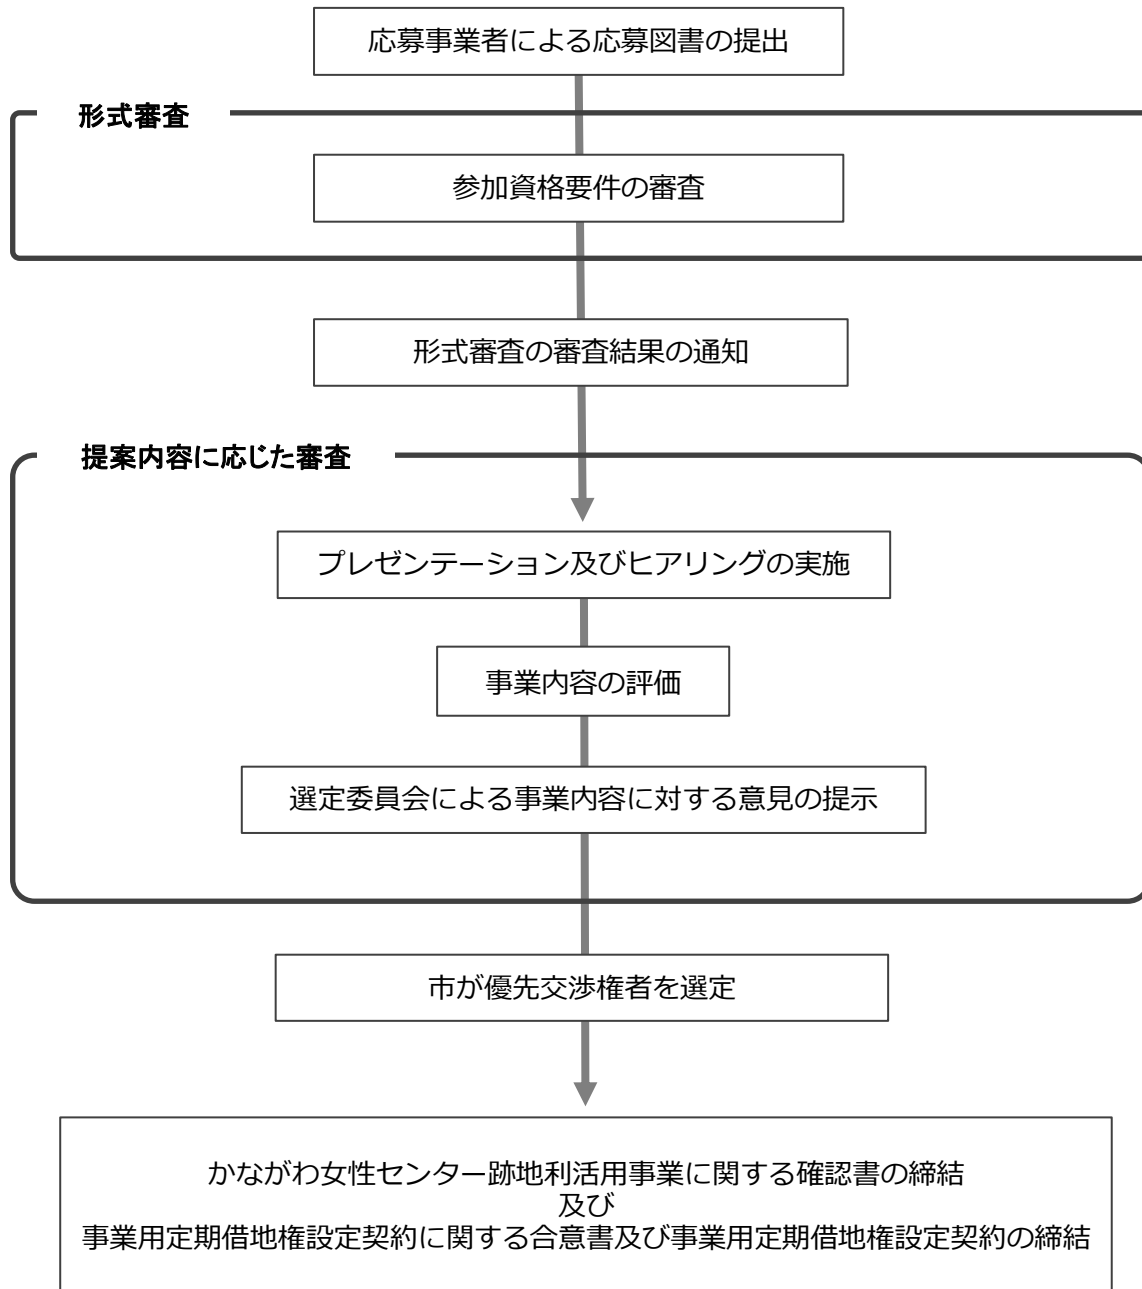 応募事業者による応募図書の提出
形式審査
参加資格要件の審査
形式審査の審査結果の通知
提案内容に応じた審査
プレゼンテーション及びヒアリングの実施
事業内容の評価
選定委員会による事業内容に対する意見の提示
市が優先交渉権者を選定
かながわ女性センター跡地利活用事業に関する確認書の締結
及び
事業用定期借地権設定契約に関する合意書及び事業用定期借地権設定契約の締結